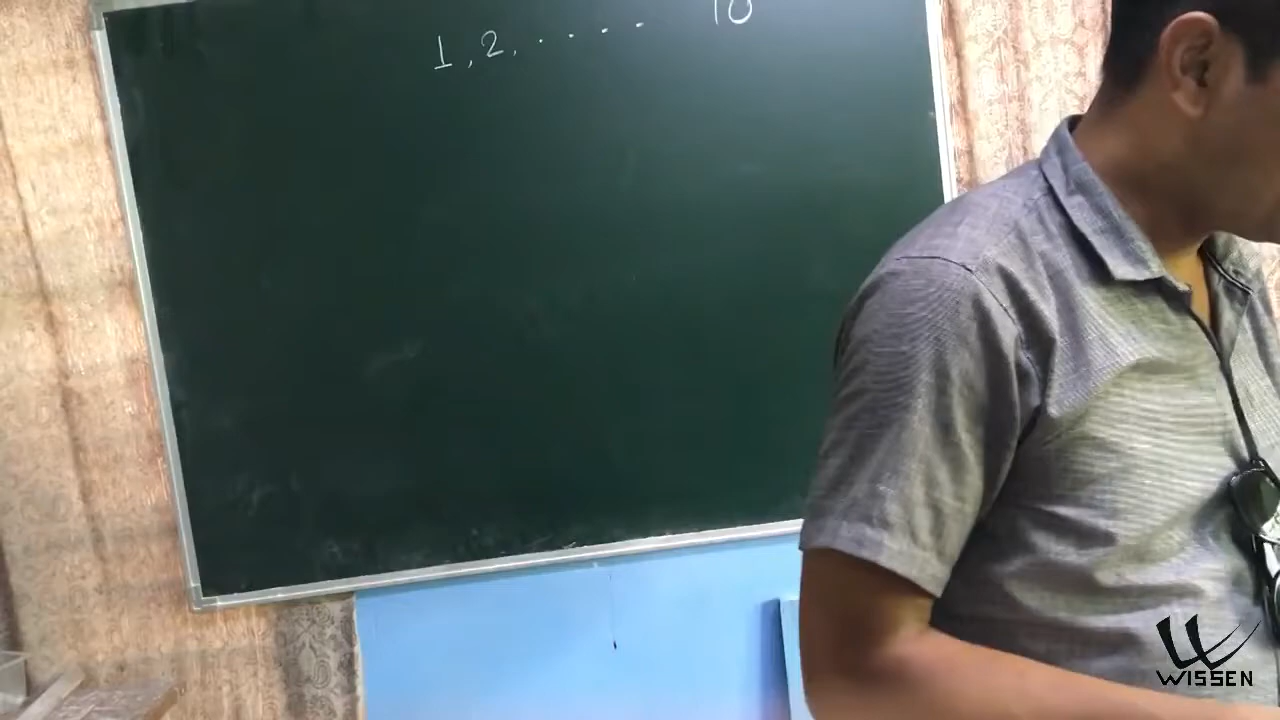 1, 2, . . . . 10
WISSEN